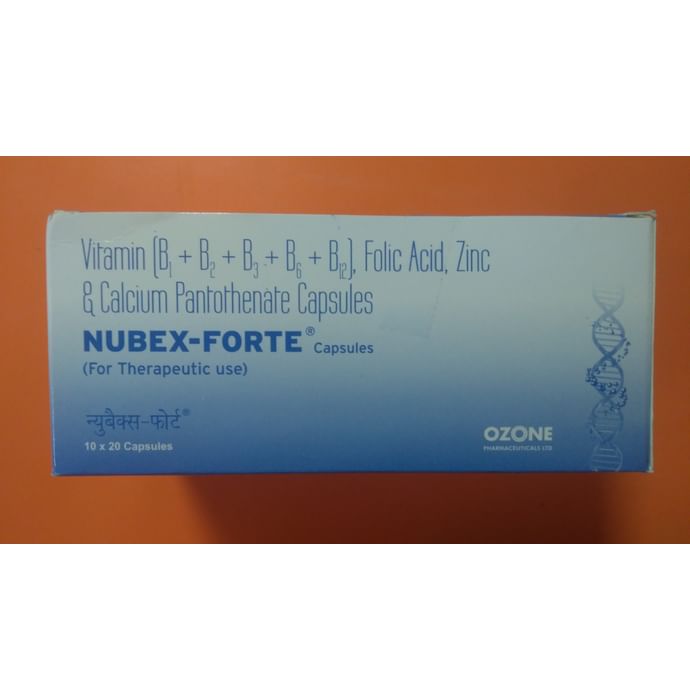 Vitamin (B₁ + B₂ + B₃ + B₆ + B₁₂), Folic Acid, Zinc
& Calcium Pantothenate Capsules
NUBEX-FORTE® Capsules
(For Therapeutic use)
न्युबैक्स-फोर्ट®
10 x 20 Capsules
OZONE
PHARMACEUTICALS LTD